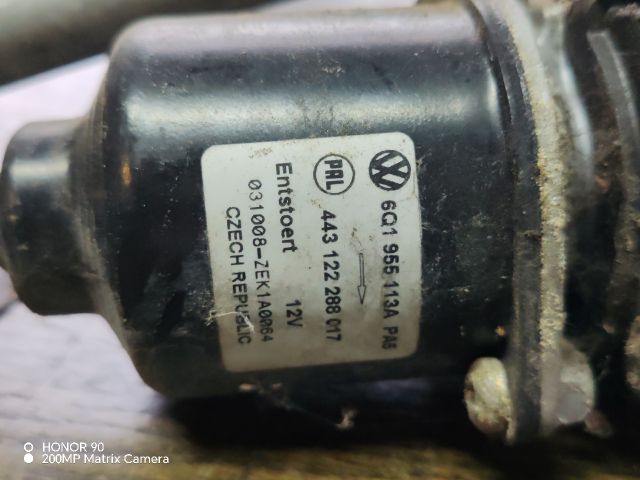 6Q1 955 113A PA6
PAL 443 122 288 017
Entstoert 12V
031008-ZEK1A0064
CZECH REPUBLIC
HONOR 90
200MP Matrix Camera